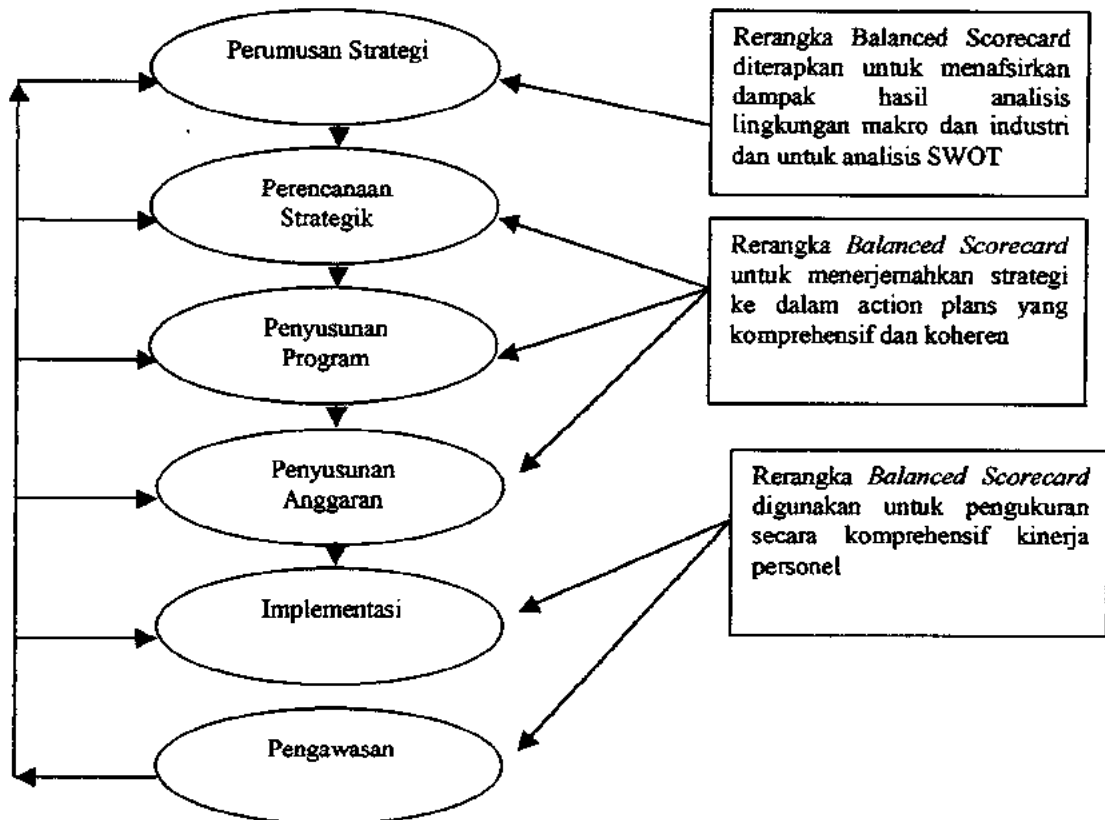 Perumusan Strategi
Rerangka Balanced Scorecard
diterapkan untuk menafsirkan
dampak hasil analisis
lingkungan makro dan industri
dan untuk analisis SWOT
Perencanaan
Strategik
Rerangka Balanced Scorecard
untuk menerjemahkan strategi
ke dalam action plans yang
komprehensif dan koheren
Penyusunan
Program
Penyusunan
Anggaran
Rerangka Balanced Scorecard
digunakan untuk pengukuran
secara komprehensif kinerja
personel
Implementasi
Pengawasan